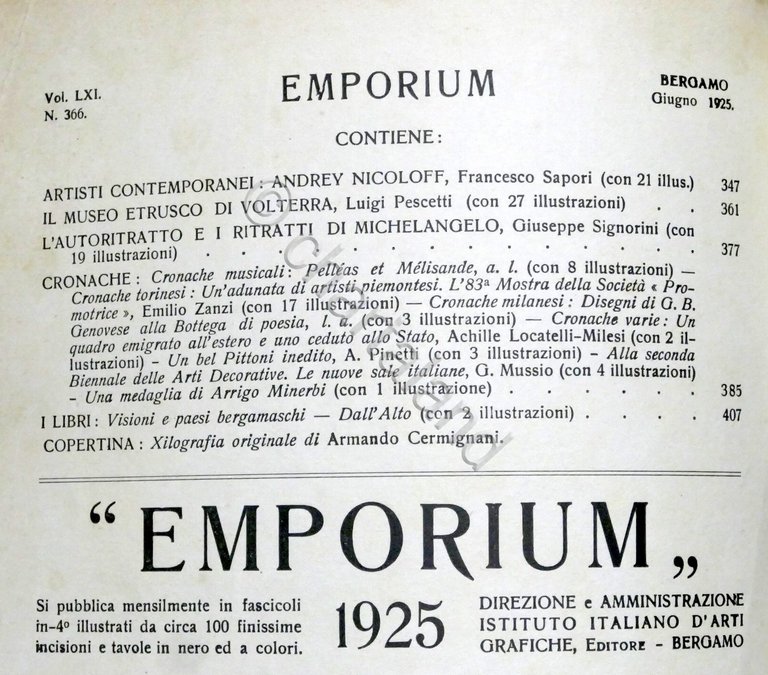 Vol. LXI.
N. 366.
EMPORIUM
BERGAMO
Giugno 1925.
CONTIENE:
ARTISTI CONTEMPORANEI: ANDREY NICOLOFF, Francesco Sapori (con 21 illus.) 347
IL MUSEO ETRUSCO DI VOLTERRA, Luigi Pescetti (con 27 illustrazioni) . . 361
L'AUTORITRATTO E I RITRATTI DI MICHELANGELO, Giuseppe Signorini (con
19 illustrazioni) . . . . . . . . . . . . . 377
CRONACHE: Cronache musicali: Pelléas et Mélisande, a. l. (con 8 illustrazioni) —
Cronache torinesi: Un'adunata di artisti piemontesi. L'83ª Mostra della Società « Pro-
motrice », Emilio Zanzi (con 17 illustrazioni) — Cronache milanesi: Disegni di G. B.
Genovese alla Bottega di poesia, l. a. (con 3 illustrazioni) — Cronache varie: Un
quadro emigrato all'estero e uno ceduto allo Stato, Achille Locatelli-Milesi (con 2 il-
lustrazioni) – Un bel Pittoni inedito, A. Pinetti (con 3 illustrazioni) – Alla seconda
Biennale delle Arti Decorative. Le nuove sale italiane, G. Mussio (con 4 illustrazioni)
– Una medaglia di Arrigo Minerbi (con 1 illustrazione) . . . . . 385
I LIBRI: Visioni e paesi bergamaschi — Dall'Alto (con 2 illustrazioni) . . . . 407
COPERTINA: Xilografia originale di Armando Cermignani.
“ EMPORIUM „
Si pubblica mensilmente in fascicoli
in-4º illustrati da circa 100 finissime
incisioni e tavole in nero ed a colori.
1925
DIREZIONE e AMMINISTRAZIONE
ISTITUTO ITALIANO D'ARTI
GRAFICHE, EDITORE - BERGAMO
© chartaland